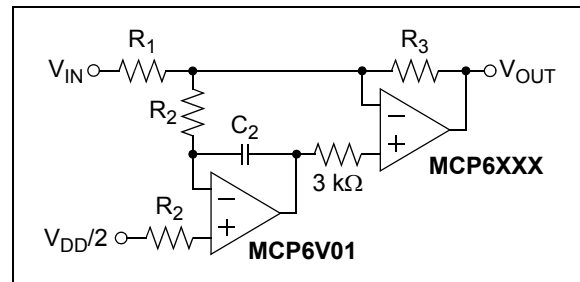 R1
R3
VIN
VOUT
R2
C2
3 kΩ
MCP6XXX
R2
VDD/2
MCP6V01
−
+
−
+